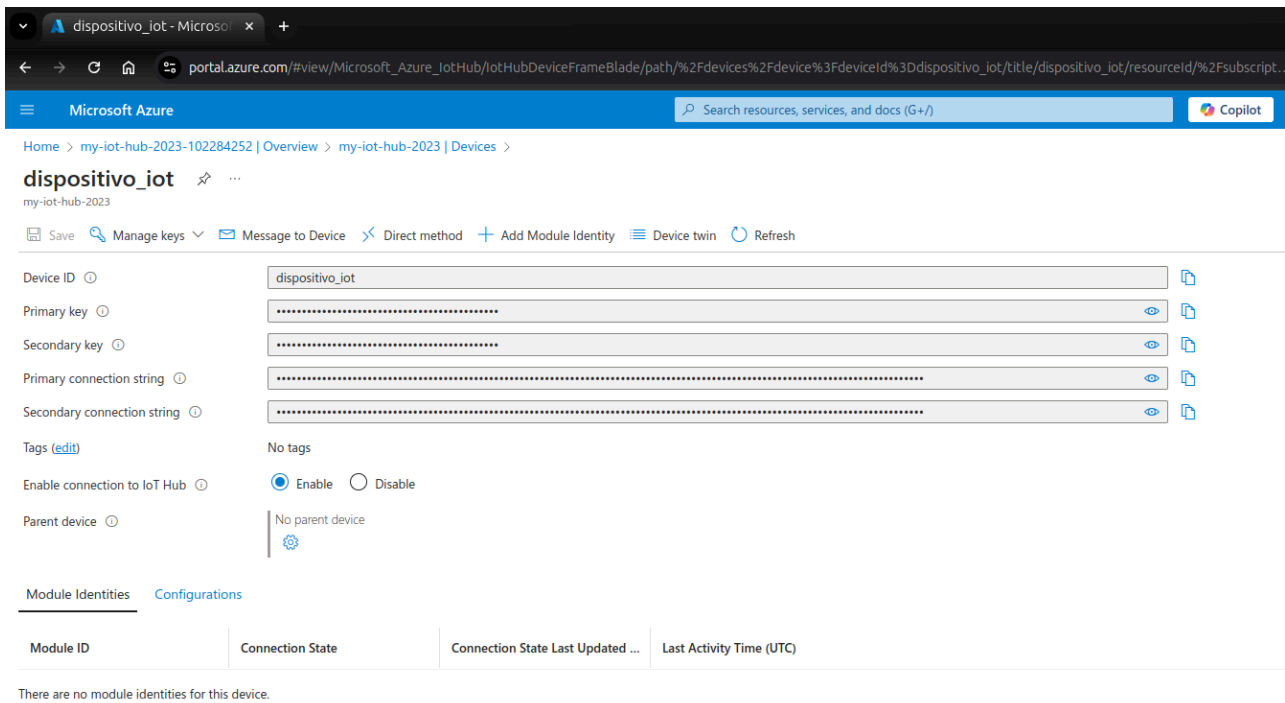 dispositivo_iot - Microsof
portal.azure.com/#view/Microsoft_Azure_IotHub/IotHubDeviceFrameBlade/path/%2Fdevices%2Fdevice%3FdeviceId%3Ddispositivo_iot/title/dispositivo_iot/resourceId/%2Fsubscript...
Microsoft Azure
Search resources, services, and docs (G+/)
Copilot
Home > my-iot-hub-2023-102284252 | Overview > my-iot-hub-2023 | Devices >
dispositivo_iot ...
my-iot-hub-2023
Save Manage keys Message to Device Direct method Add Module Identity Device twin Refresh
Device ID dispositivo_iot
Primary key
Secondary key
Primary connection string
Secondary connection string
Tags (edit) No tags
Enable connection to IoT Hub Enable Disable
Parent device No parent device
Module Identities Configurations
Module ID Connection State Connection State Last Updated ... Last Activity Time (UTC)
There are no module identities for this device.